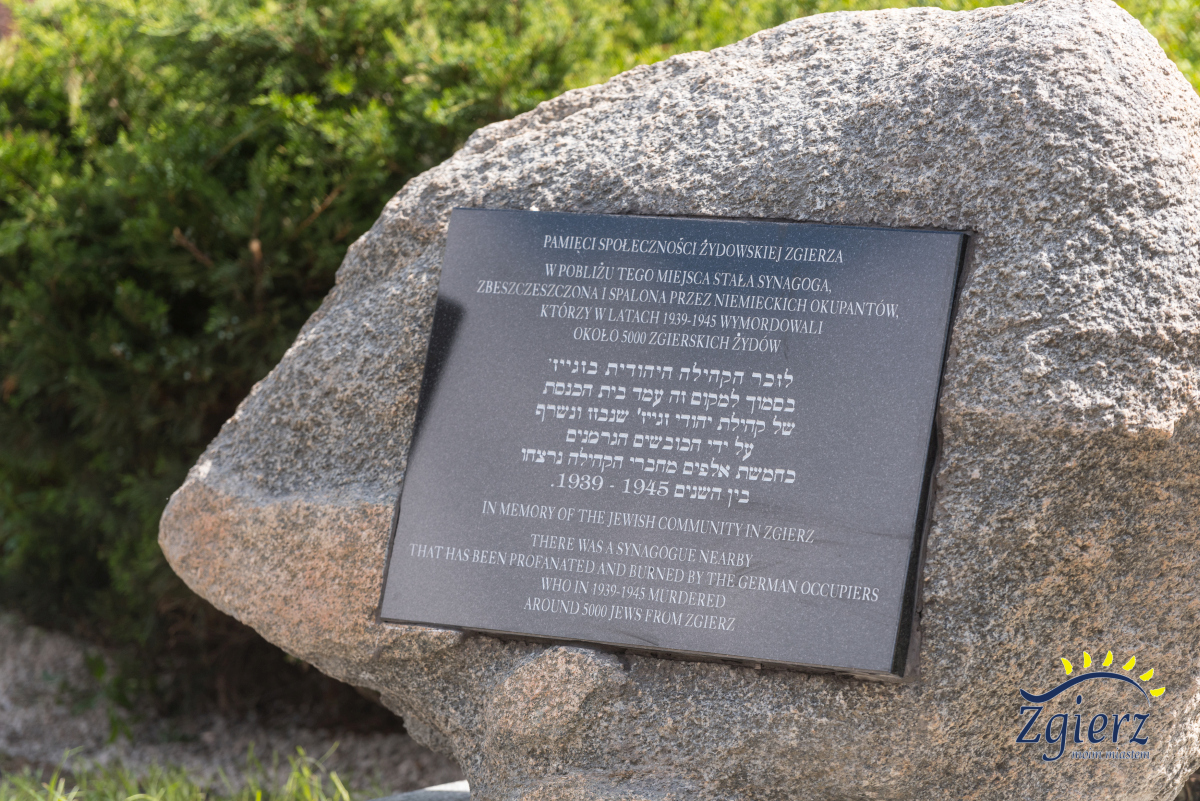 PAMIĘCI SPOŁECZNOŚCI ŻYDOWSKIEJ ZGIERZA
W POBLIŻU TEGO MIEJSCA STAŁA SYNAGOGA,
ZBESZCZESZCZONA I SPALONA PRZEZ NIEMIECKICH OKUPANTÓW,
KTÓRZY W LATACH 1939-1945 WYMORDOWALI
OKOŁO 5000 ZGIERSKICH ŻYDÓW
לזכר הקהילה היהודית בזגייז'
בסמוך למקום זה עמד בית הכנסת
של קהילת יהודי זגייז' שנבזז ונשרף
על ידי הכובשים הגרמנים
כחמשת אלפים מחברי הקהילה נרצחו
בין השנים 1945 - 1939.
IN MEMORY OF THE JEWISH COMMUNITY IN ZGIERZ
THERE WAS A SYNAGOGUE NEARBY
THAT HAS BEEN PROFANATED AND BURNED BY THE GERMAN OCCUPIERS
WHO IN 1939-1945 MURDERED
AROUND 5000 JEWS FROM ZGIERZ
Zgierz